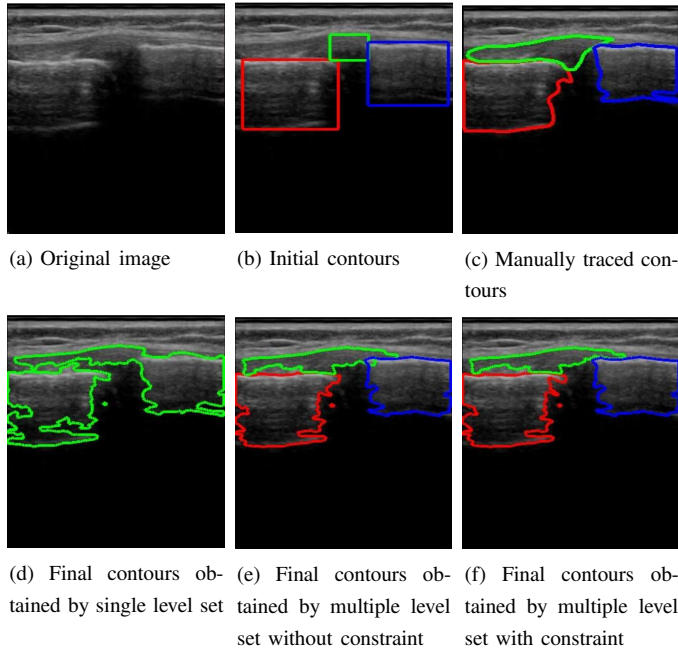 (a) Original image
(b) Initial contours
(c) Manually traced con-
tours
(d) Final contours ob-
tained by single level set
(e) Final contours ob-
tained by multiple level
set without constraint
(f) Final contours ob-
tained by multiple level
set with constraint